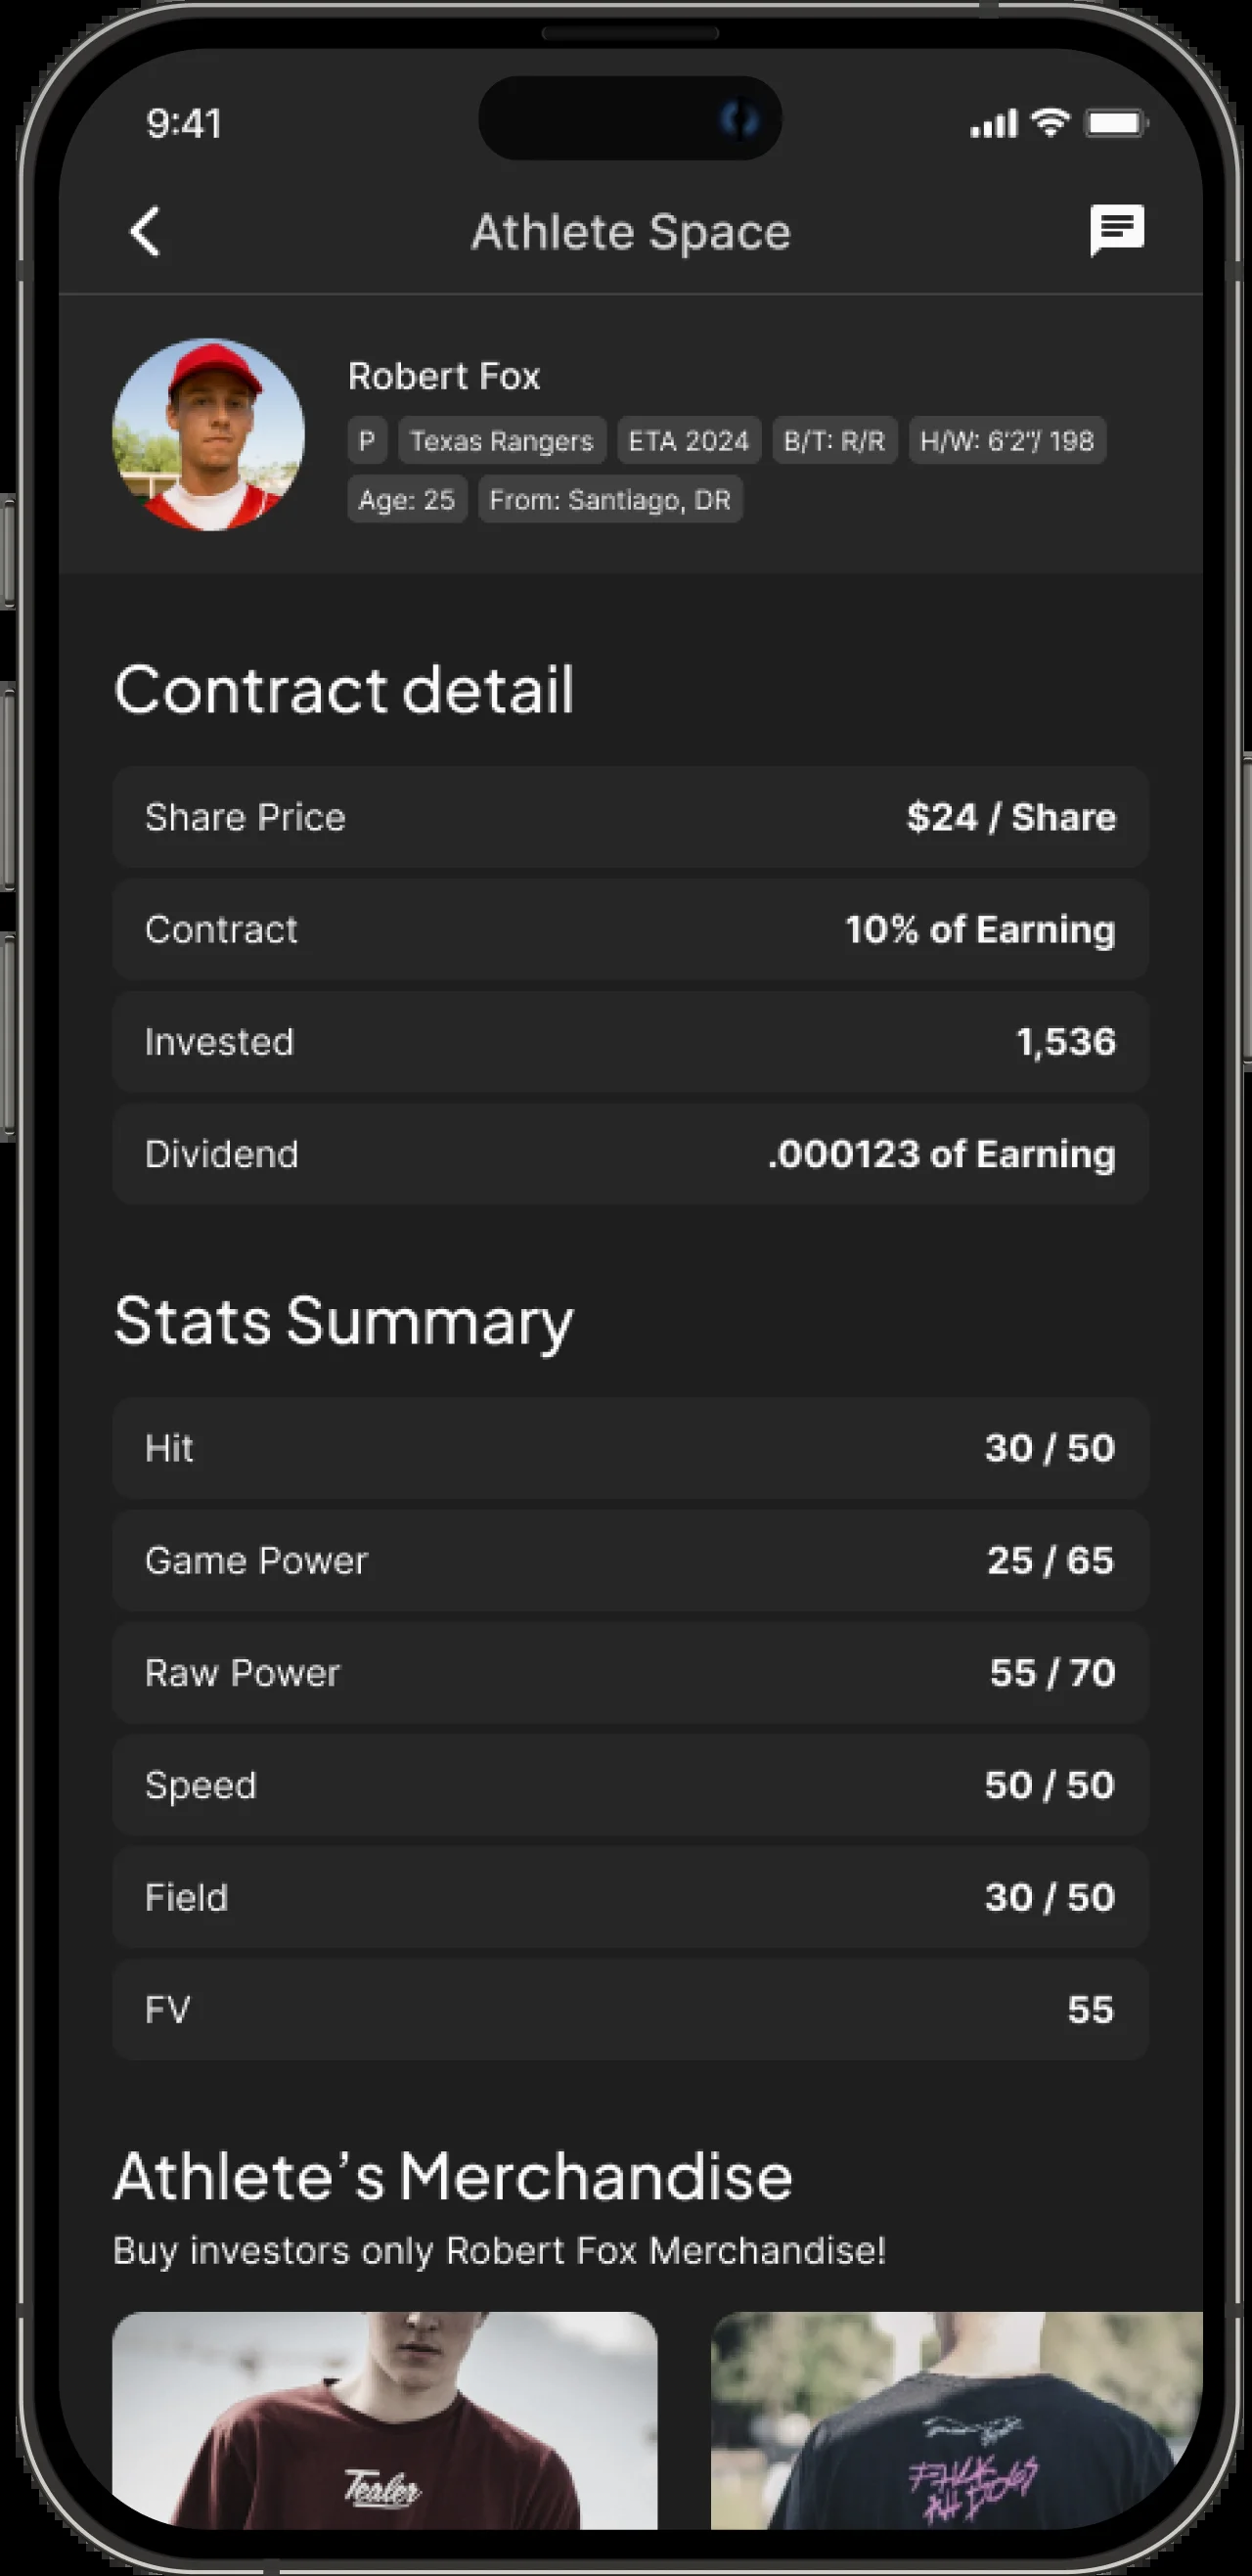 9:41
Athlete Space
Robert Fox
P Texas Rangers ETA 2024 B/T: R/R H/W: 6'2"/ 198
Age: 25 From: Santiago, DR
Contract detail
Share Price $24 / Share
Contract 10% of Earning
Invested 1,536
Dividend .000123 of Earning
Stats Summary
Hit 30 / 50
Game Power 25 / 65
Raw Power 55 / 70
Speed 50 / 50
Field 30 / 50
FV 55
Athlete’s Merchandise
Buy investors only Robert Fox Merchandise!
Tealer